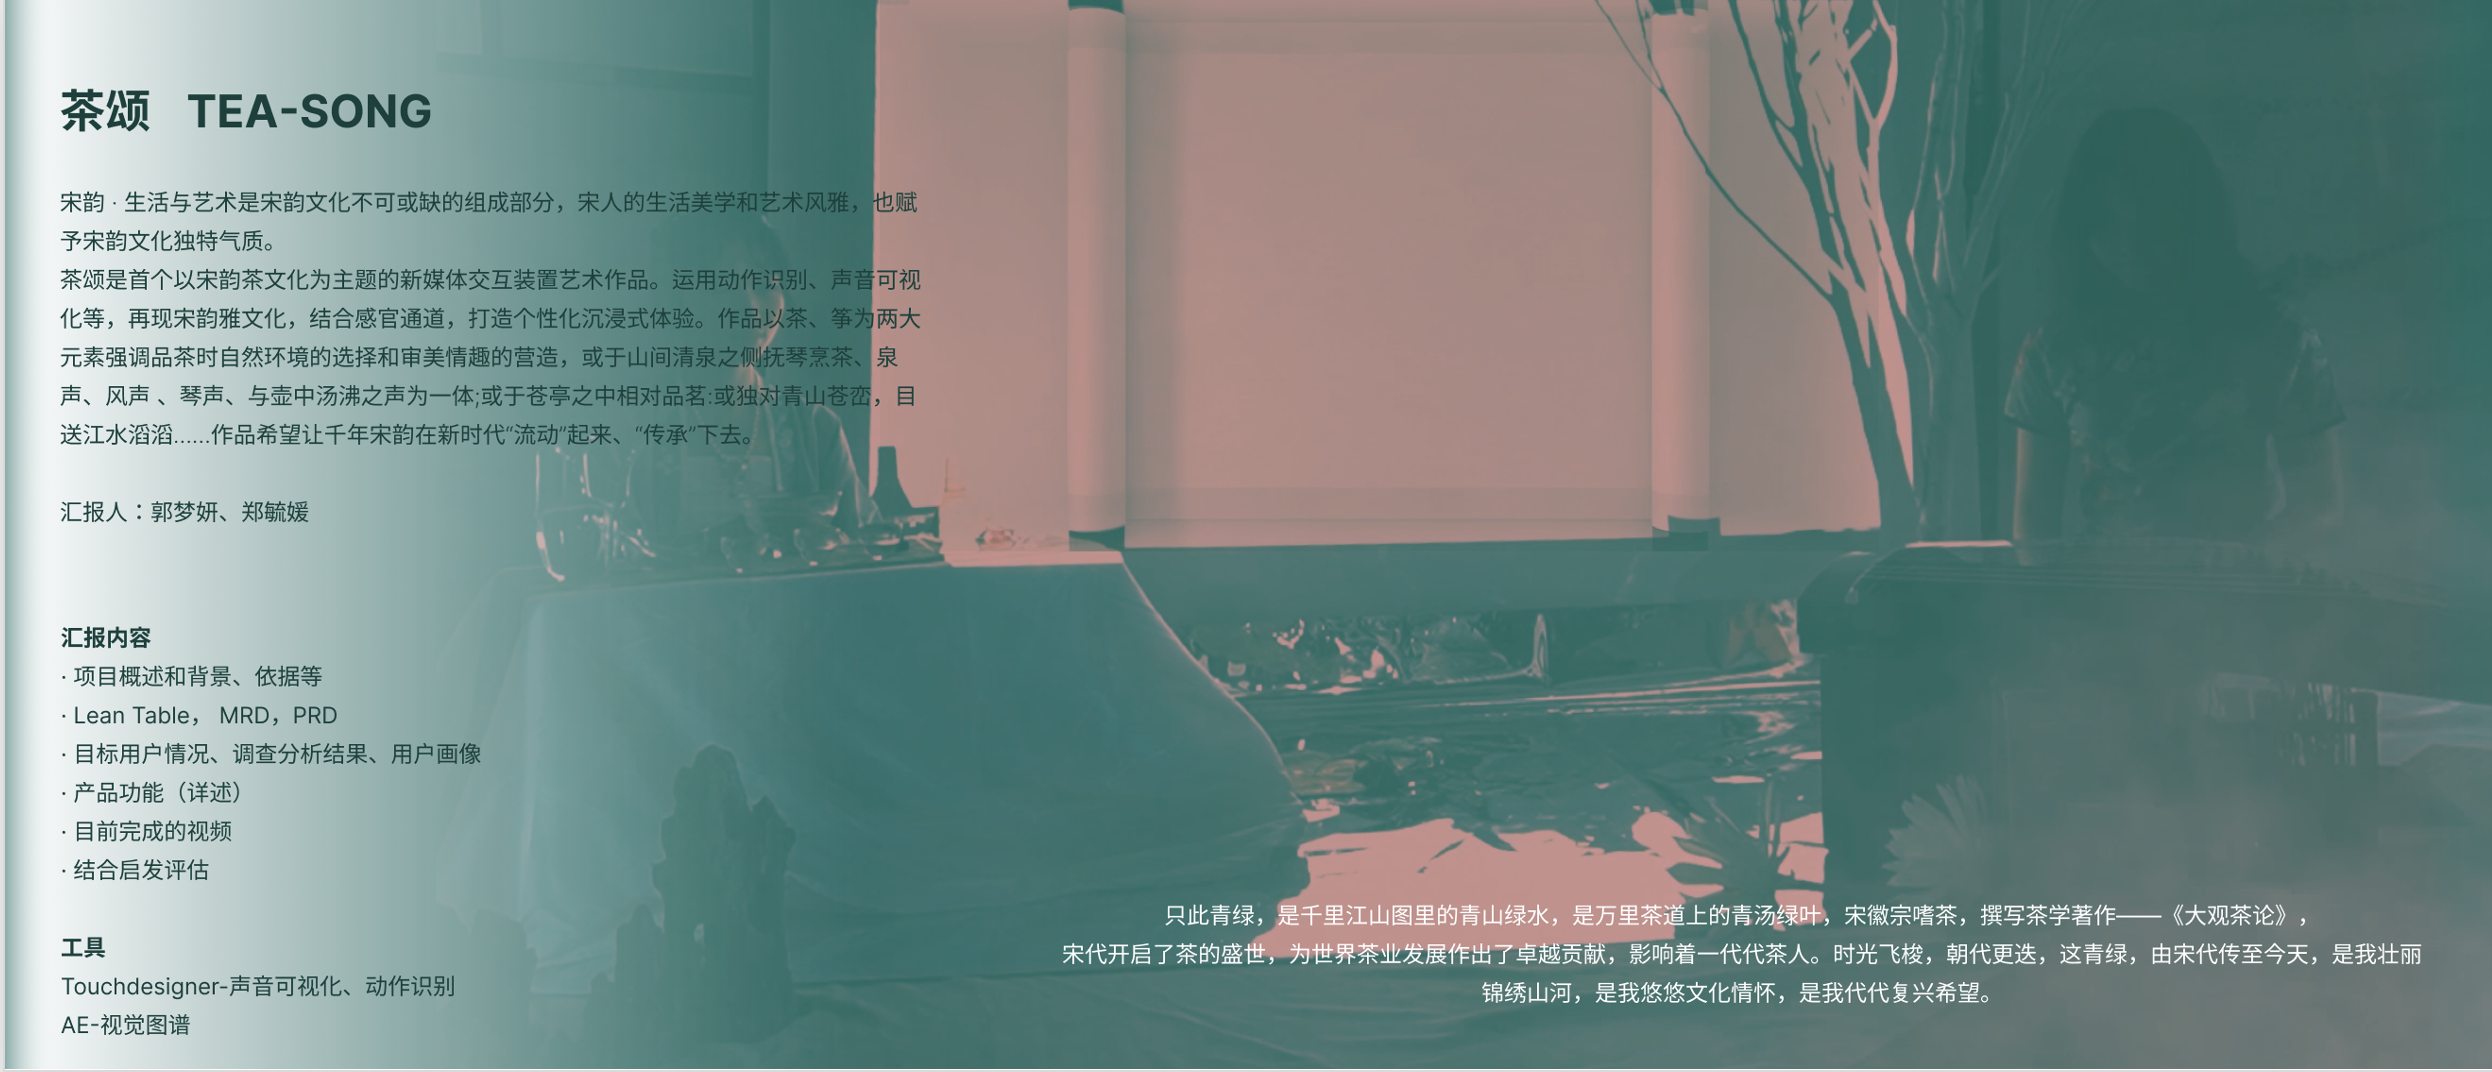 茶颂 TEA-SONG
宋韵 · 生活与艺术是宋韵文化不可或缺的组成部分，宋人的生活美学和艺术风雅，也赋
予宋韵文化独特气质。
茶颂是首个以宋韵茶文化为主题的新媒体交互装置艺术作品。运用动作识别、声音可视
化等，再现宋韵雅文化，结合感官通道，打造个性化沉浸式体验。作品以茶、筝为两大
元素强调品茶时自然环境的选择和审美情趣的营造，或于山间清泉之侧抚琴烹茶、泉
声、风声 、琴声、与壶中汤沸之声为一体;或于苍亭之中相对品茗:或独对青山苍峦，目
送江水滔滔……作品希望让千年宋韵在新时代“流动”起来、“传承”下去。
汇报人：郭梦妍、郑毓媛
汇报内容
· 项目概述和背景、依据等
· Lean Table， MRD，PRD
· 目标用户情况、调查分析结果、用户画像
· 产品功能（详述）
· 目前完成的视频
· 结合启发评估
工具
Touchdesigner-声音可视化、动作识别
AE-视觉图谱
只此青绿，是千里江山图里的青山绿水，是万里茶道上的青汤绿叶，宋徽宗嗜茶，撰写茶学著作——《大观茶论》，
宋代开启了茶的盛世，为世界茶业发展作出了卓越贡献，影响着一代代茶人。时光飞梭，朝代更迭，这青绿，由宋代传至今天，是我壮丽
锦绣山河，是我悠悠文化情怀，是我代代复兴希望。